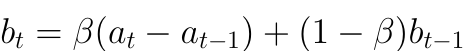 b_t = β(a_t − a_{t−1}) + (1 − β)b_{t−1}